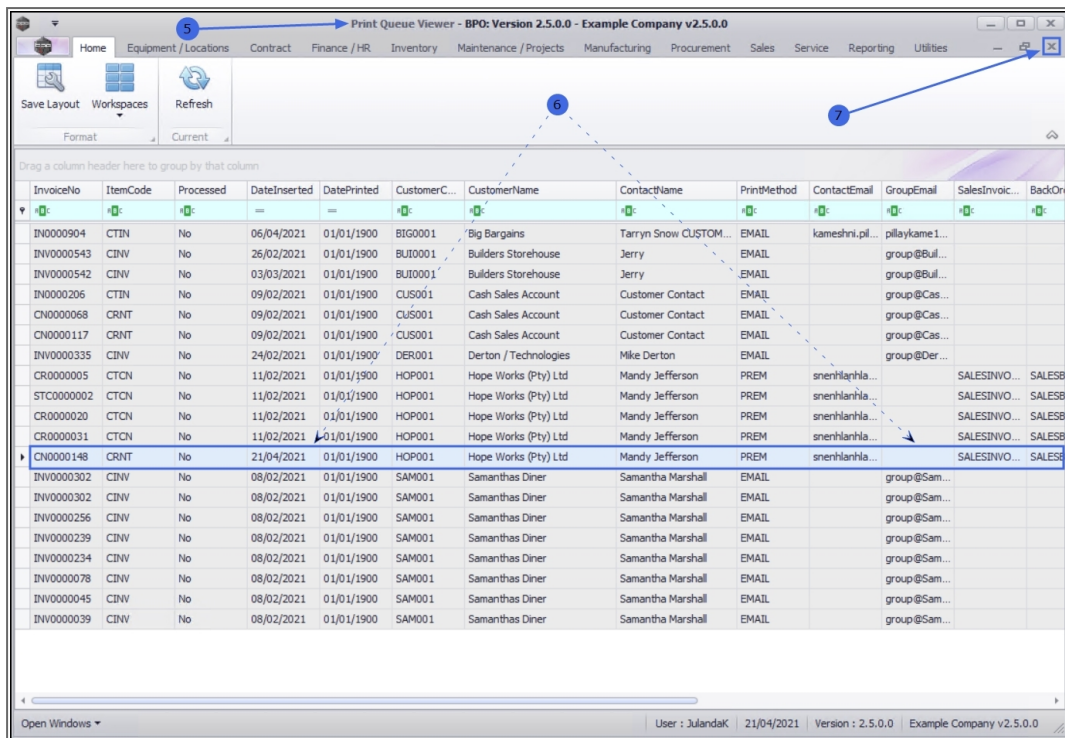 5
Print Queue Viewer - BPO: Version 2.5.0.0 - Example Company v2.5.0.0
Home Equipment / Locations Contract Finance / HR Inventory Maintenance / Projects Manufacturing Procurement Sales Service Reporting Utilities
Save Layout Workspaces Refresh
6
7
Format Current
Drag a column header here to group by that column
InvoiceNo ItemCode Processed DateInserted DatePrinted CustomerC... CustomerName ContactName PrintMethod ContactEmail GroupEmail SalesInvoic... BackOr
IN0000904 CTIN No 06/04/2021 01/01/1900 BIG0001 Big Bargains Tarryn Snow CUSTOM... EMAIL kameshni.pil... pillaykame1...
INV0000543 CINV No 26/02/2021 01/01/1900 BUI0001 Builders Storehouse Jerry EMAIL group@Buil...
INV0000542 CINV No 03/03/2021 01/01/1900 BUI0001 Builders Storehouse Jerry EMAIL group@Buil...
IN0000206 CTIN No 09/02/2021 01/01/1900 CUS001 Cash Sales Account Customer Contact EMAIL group@Cas...
CN0000068 CRNT No 09/02/2021 01/01/1900 CUS001 Cash Sales Account Customer Contact EMAIL group@Cas...
CN0000117 CRNT No 09/02/2021 01/01/1900 CUS001 Cash Sales Account Customer Contact EMAIL group@Cas...
INV0000335 CINV No 24/02/2021 01/01/1900 DER001 Derton / Technologies Mike Derton EMAIL group@Der...
CR0000005 CTCN No 11/02/2021 01/01/1900 HOP001 Hope Works (Pty) Ltd Mandy Jefferson PREM snenhlanhla... SALESINVO... SALESB
STC0000002 CTCN No 11/02/2021 01/01/1900 HOP001 Hope Works (Pty) Ltd Mandy Jefferson PREM snenhlanhla... SALESINVO... SALESB
CR0000020 CTCN No 11/02/2021 01/01/1900 HOP001 Hope Works (Pty) Ltd Mandy Jefferson PREM snenhlanhla... SALESINVO... SALESB
CR0000031 CTCN No 11/02/2021 01/01/1900 HOP001 Hope Works (Pty) Ltd Mandy Jefferson PREM snenhlanhla... SALESINVO... SALESB
CN0000148 CRNT No 21/04/2021 01/01/1900 HOP001 Hope Works (Pty) Ltd Mandy Jefferson PREM snenhlanhla... SALESINVO... SALESB
INV0000302 CINV No 08/02/2021 01/01/1900 SAM001 Samanthas Diner Samantha Marshall EMAIL group@Sam...
INV0000302 CINV No 08/02/2021 01/01/1900 SAM001 Samanthas Diner Samantha Marshall EMAIL group@Sam...
INV0000256 CINV No 08/02/2021 01/01/1900 SAM001 Samanthas Diner Samantha Marshall EMAIL group@Sam...
INV0000239 CINV No 08/02/2021 01/01/1900 SAM001 Samanthas Diner Samantha Marshall EMAIL group@Sam...
INV0000234 CINV No 08/02/2021 01/01/1900 SAM001 Samanthas Diner Samantha Marshall EMAIL group@Sam...
INV0000078 CINV No 08/02/2021 01/01/1900 SAM001 Samanthas Diner Samantha Marshall EMAIL group@Sam...
INV0000045 CINV No 08/02/2021 01/01/1900 SAM001 Samanthas Diner Samantha Marshall EMAIL group@Sam...
INV0000039 CINV No 08/02/2021 01/01/1900 SAM001 Samanthas Diner Samantha Marshall EMAIL group@Sam...
Open Windows User : JulandaK 21/04/2021 Version : 2.5.0.0 Example Company v2.5.0.0